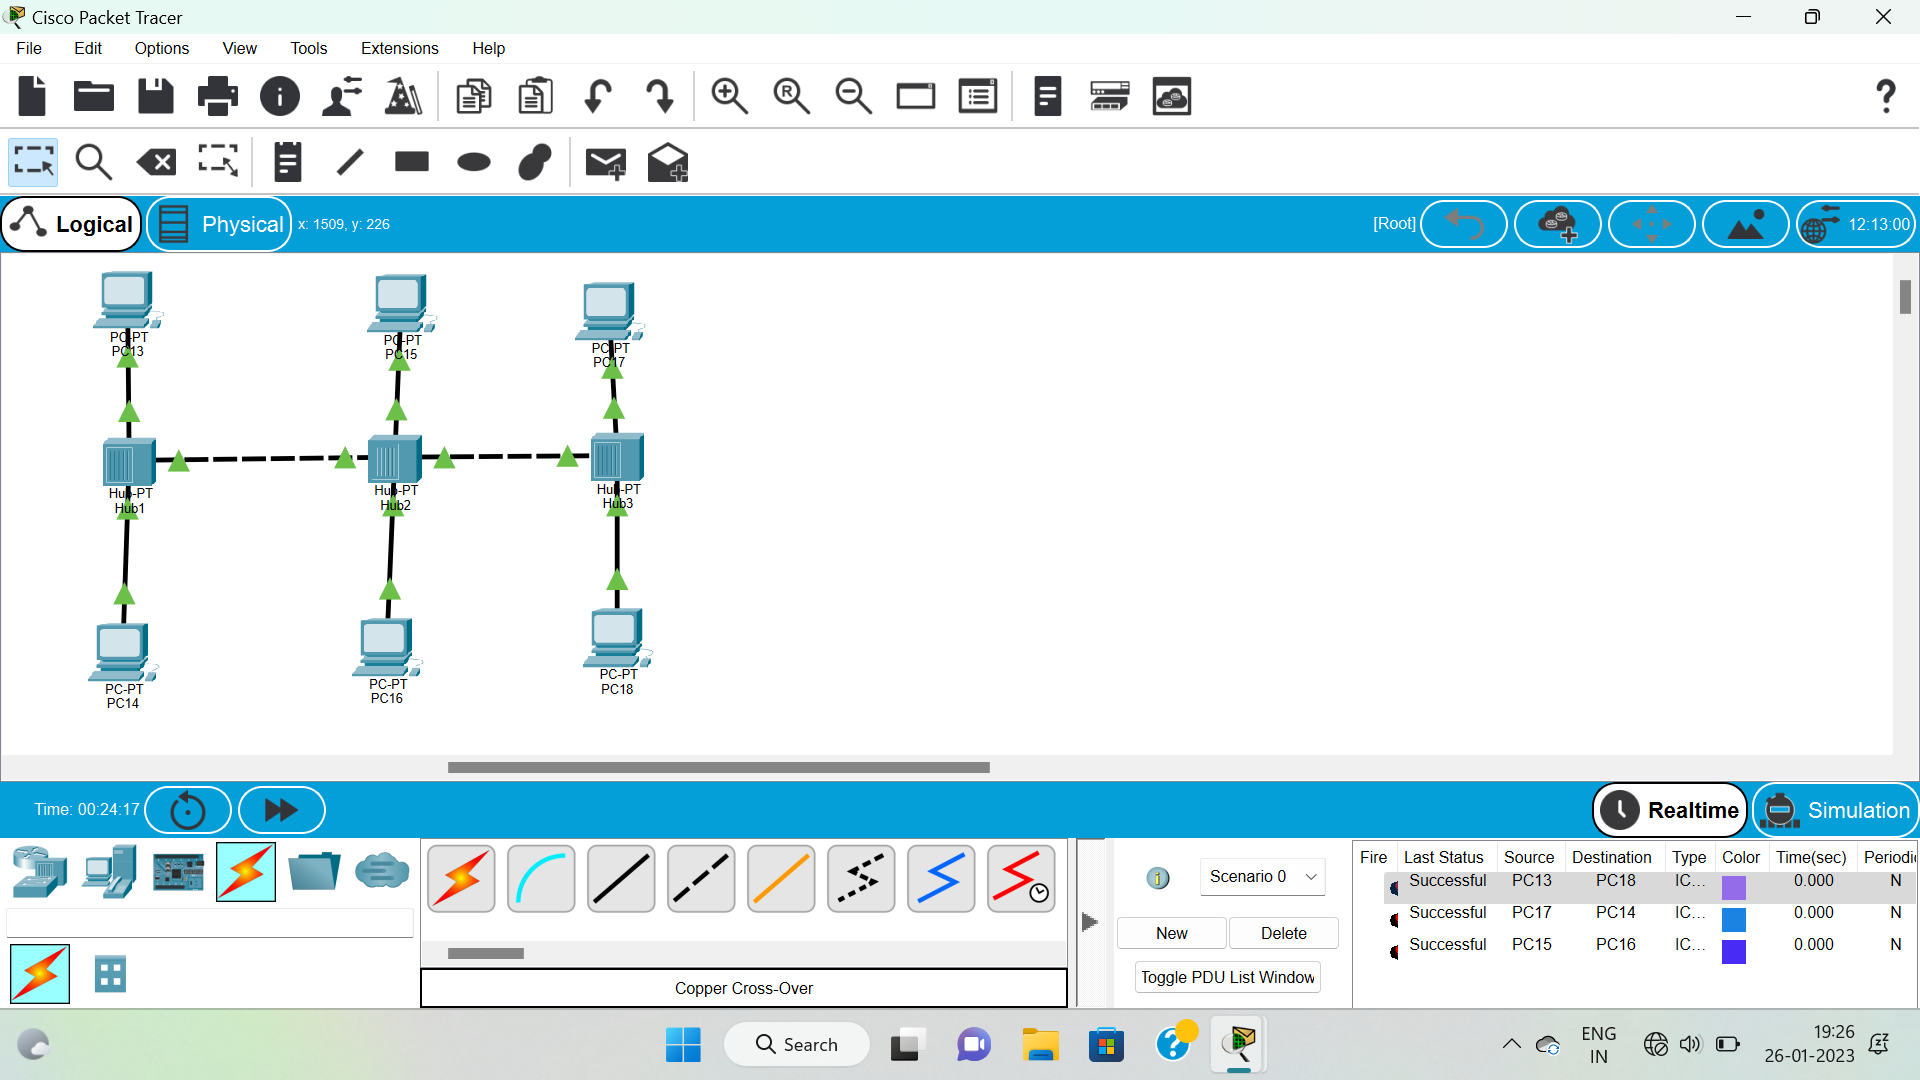 Cisco Packet Tracer
File Edit Options View Tools Extensions Help
R
?
Logical Physical x: 1509, y: 226 [Root] 12:13:00
PC-PT
PC13
PC-PT
PC15
PC-PT
PC17
Hub-PT
Hub1
Hub-PT
Hub2
Hub-PT
Hub3
PC-PT
PC14
PC-PT
PC16
PC-PT
PC18
Time: 00:24:17 Realtime Simulation
Scenario 0
New Delete
Toggle PDU List Window
Copper Cross-Over
Fire Last Status Source Destination Type Color Time(sec) Periodic
Successful PC13 PC18 IC... 0.000 N
Successful PC17 PC14 IC... 0.000 N
Successful PC15 PC16 IC... 0.000 N
Search
ENG
IN
19:26
26-01-2023